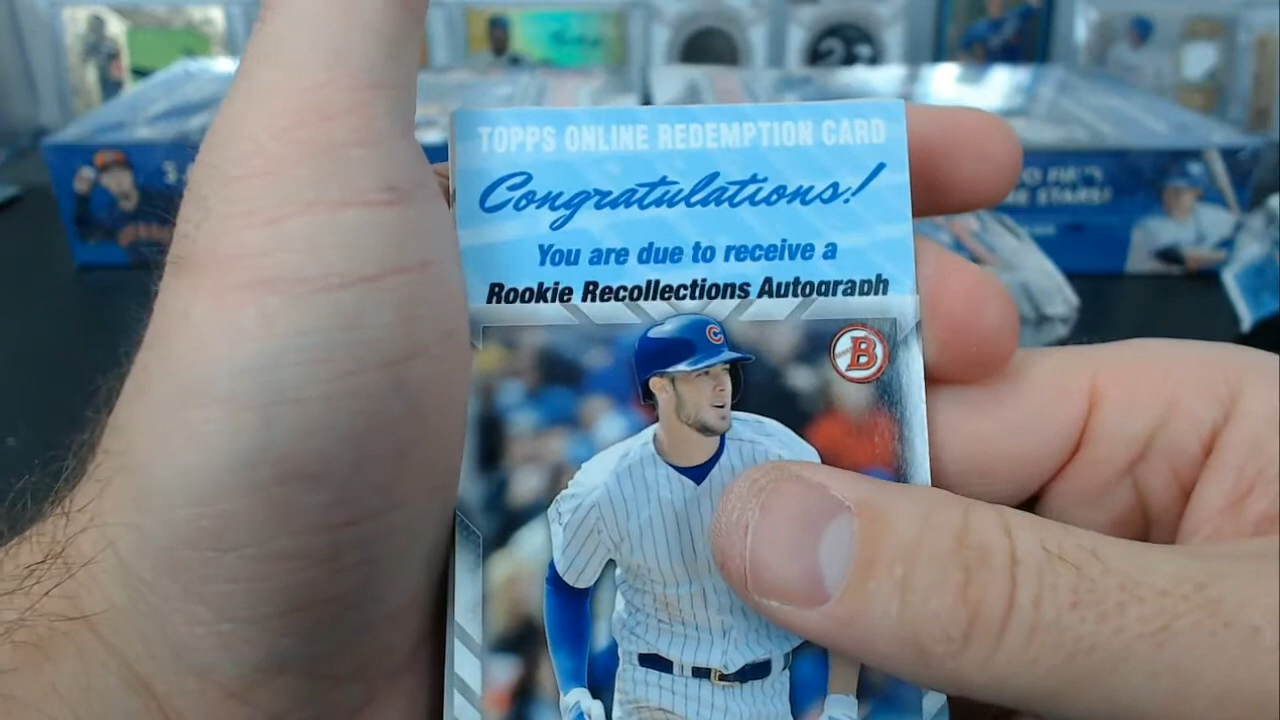 TOPPS ONLINE REDEMPTION CARD
Congratulations!
You are due to receive a
Rookie Recollections Autograph
C
B